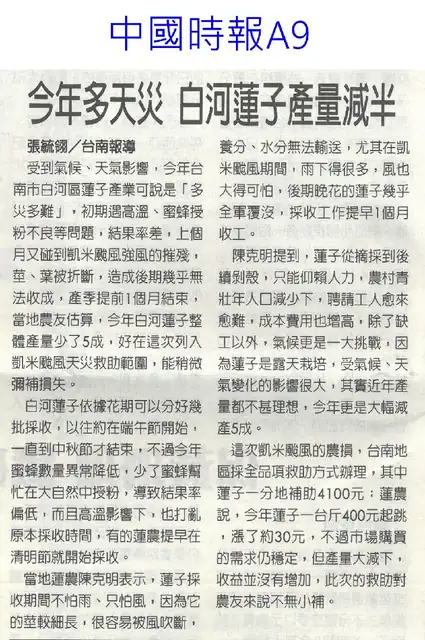 中國時報A9
今年多天災 白河蓮子產量減半
張毓翎／台南報導
受到氣候、天氣影響，今年台
南市白河區蓮子產業可說是「多
災多難」，初期遇高溫、蜜蜂授
粉不良等問題，結果率差，上個
月又碰到凱米颱風強風的摧殘，
莖、葉被折斷，造成後期幾乎無
法收成，產季提前1個月結束，
當地農友估算，今年白河蓮子整
體產量少了5成，好在這次列入
凱米颱風天災救助範圍，能稍微
彌補損失。
白河蓮子依據花期可以分好幾
批採收，以往約在端午節開始，
一直到中秋節才結束，不過今年
蜜蜂數量異常降低，少了蜜蜂幫
忙在大自然中授粉，導致結果率
偏低，而且高溫影響下，也打亂
原本採收時間，有的蓮農提早在
清明節就開始採收。
當地蓮農陳克明表示，蓮子採
收期間不怕雨、只怕風，因為它
的莖較細長，很容易被風吹斷，
養分、水分無法輸送，尤其在凱
米颱風期間，雨下得很多，風也
大得可怕，後期晚花的蓮子幾乎
全軍覆沒，採收工作提早1個月
收工。
陳克明提到，蓮子從摘採到後
續剝殼，只能仰賴人力，農村青
壯年人口減少下，聘請工人愈來
愈難，成本費用也增高，除了缺
工以外，氣候更是一大挑戰，因
為蓮子是露天栽培，受氣候、天
氣變化的影響很大，其實近年產
量都不甚理想，今年更是大幅減
產5成。
這次凱米颱風的農損，台南地
區採全品項救助方式辦理，其中
蓮子一分地補助4100元；蓮農
說，今年蓮子一台斤400元起跳
，漲了約30元，不過市場購買
的需求仍穩定，但產量大減下，
收益並沒有增加，此次的救助對
農友來說不無小補。